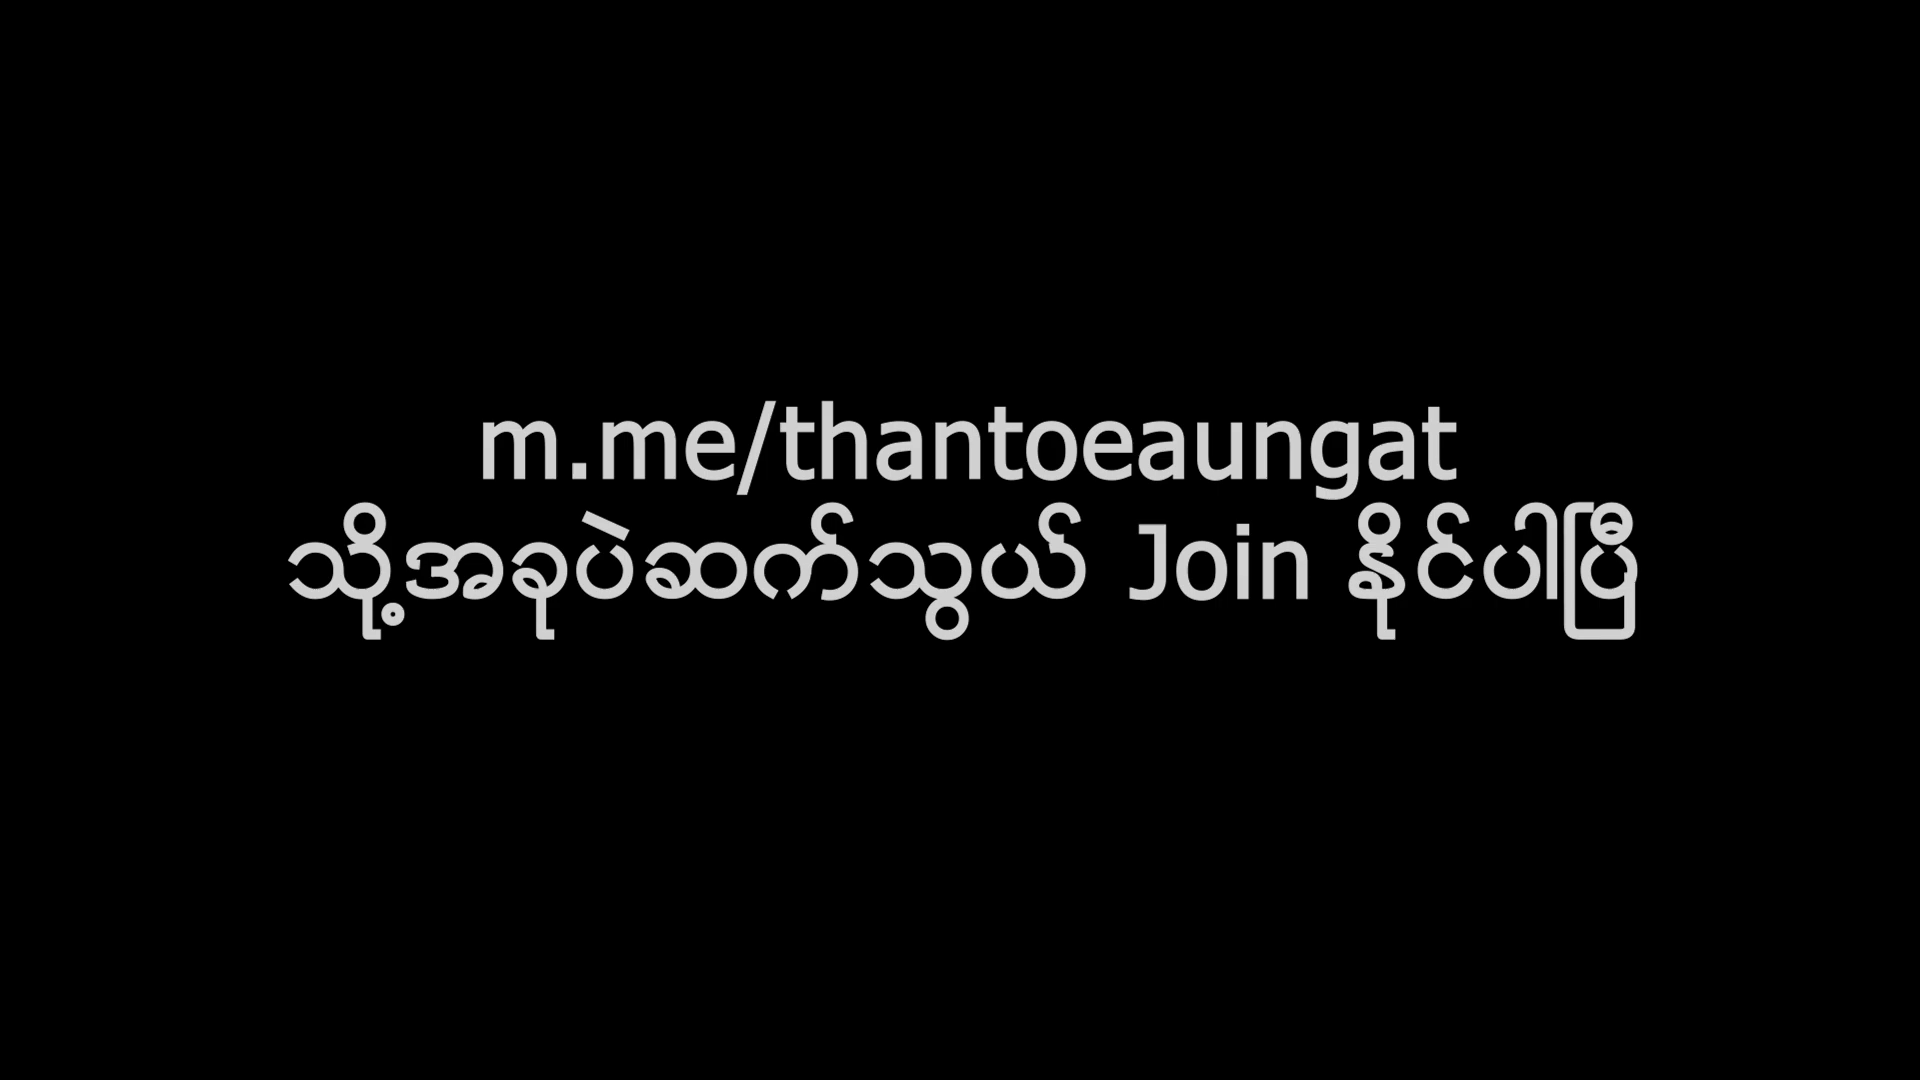 m.me/thantoeaungat
သို့အခုပဲဆက်သွယ် Join နိုင်ပါပြီ